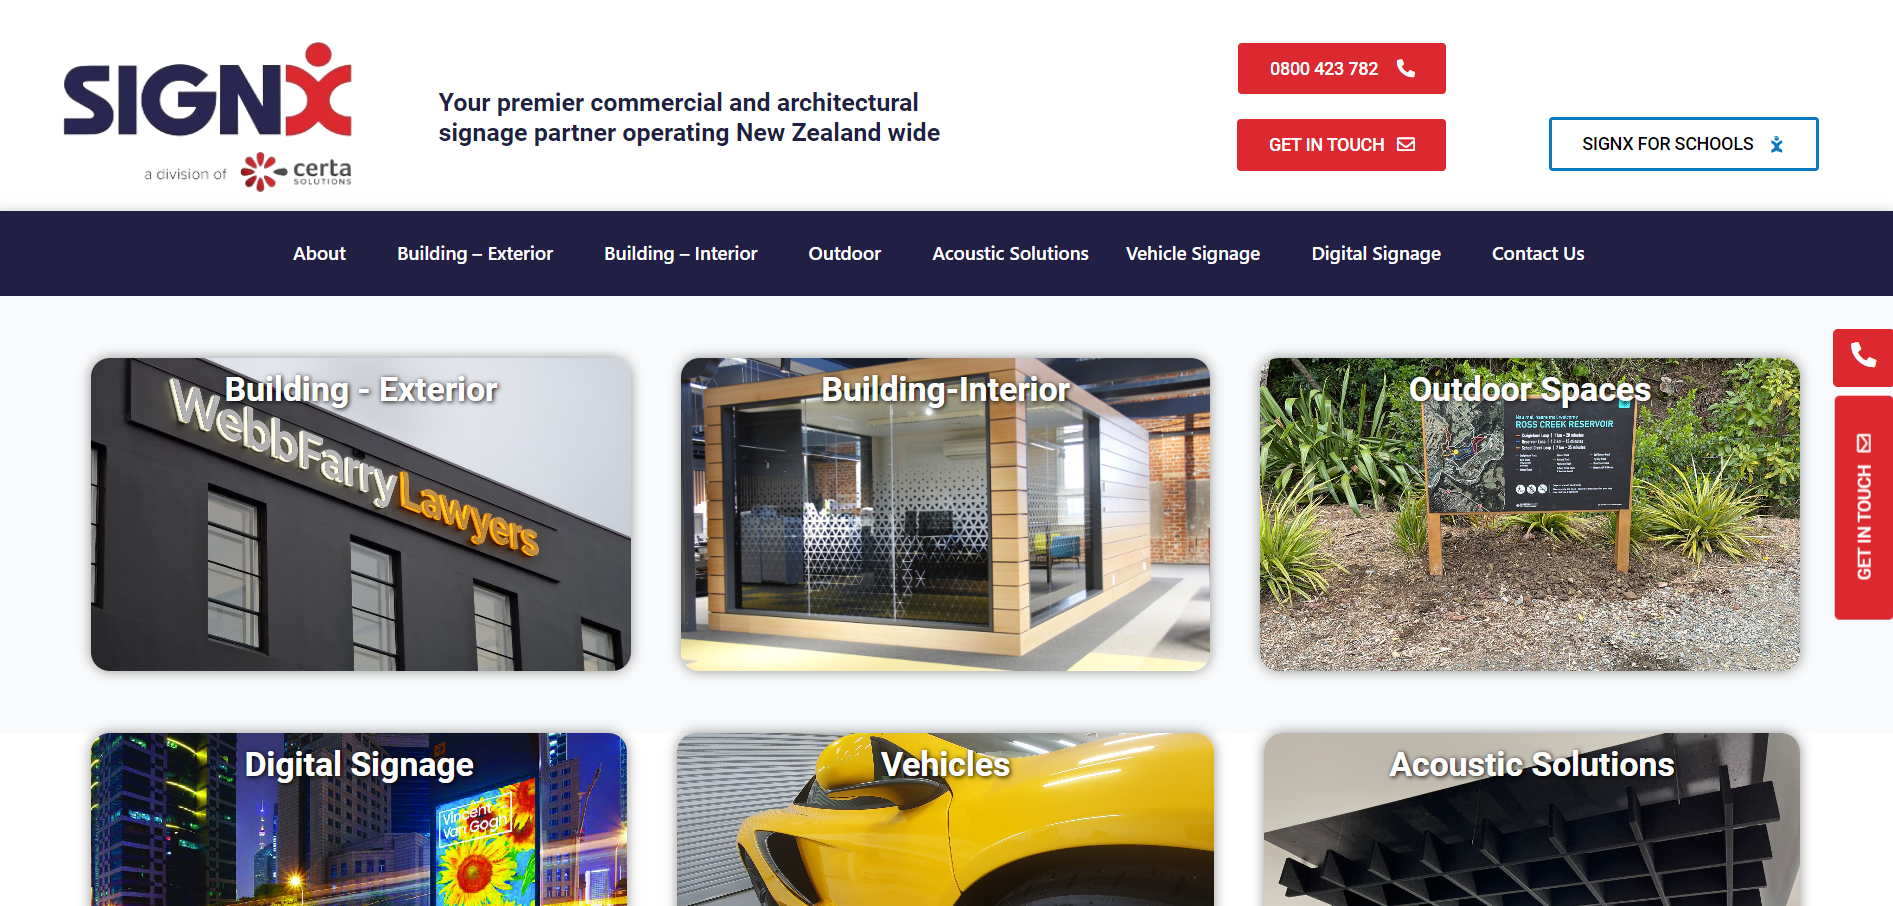 SIGNX
a division of certa
SOLUTIONS
Your premier commercial and architectural
signage partner operating New Zealand wide
0800 423 782
GET IN TOUCH
SIGNX FOR SCHOOLS
About
Building – Exterior
Building – Interior
Outdoor
Acoustic Solutions
Vehicle Signage
Digital Signage
Contact Us
Building - Exterior
WebbFarryLawyers
Building-Interior
Outdoor Spaces
ROSS CREEK RESERVOIR
GET IN TOUCH
Digital Signage
Vincent
Van Gogh
Vehicles
Acoustic Solutions